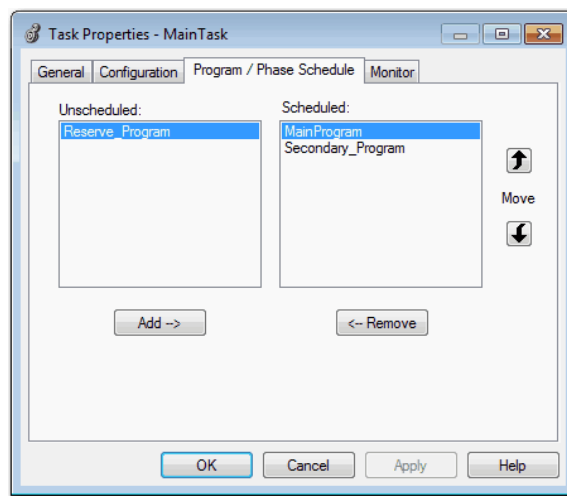 Task Properties - MainTask
General Configuration Program / Phase Schedule Monitor
Unscheduled:
Reserve_Program
Scheduled:
MainProgram
Secondary_Program
Move
Add -->
<-- Remove
OK Cancel Apply Help